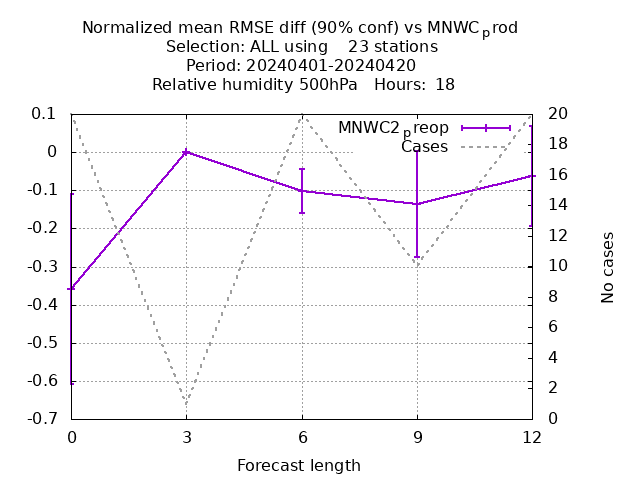 Normalized mean RMSE diff (90% conf) vs MNWCprod
Selection: ALL using 23 stations
Period: 20240401-20240420
Relative humidity 500hPa Hours: 18
MNWC2preop
Cases
0.1
0
-0.1
-0.2
-0.3
-0.4
-0.5
-0.6
-0.7
20
18
16
14
12
10
8
6
4
2
0
No cases
0 3 6 9 12
Forecast length